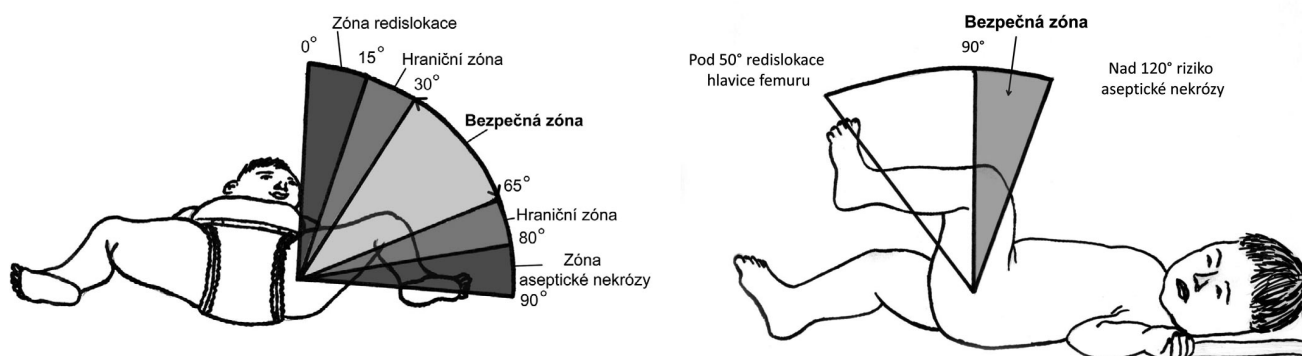 Zóna redislokace
0°
15°
Hraniční zóna
30°
Bezpečná zóna
65°
Hraniční zóna
80°
Zóna
aseptické nekrózy
90°
Bezpečná zóna
90°
Pod 50° redislokace
hlavice femuru
Nad 120° riziko
aseptické nekrózy